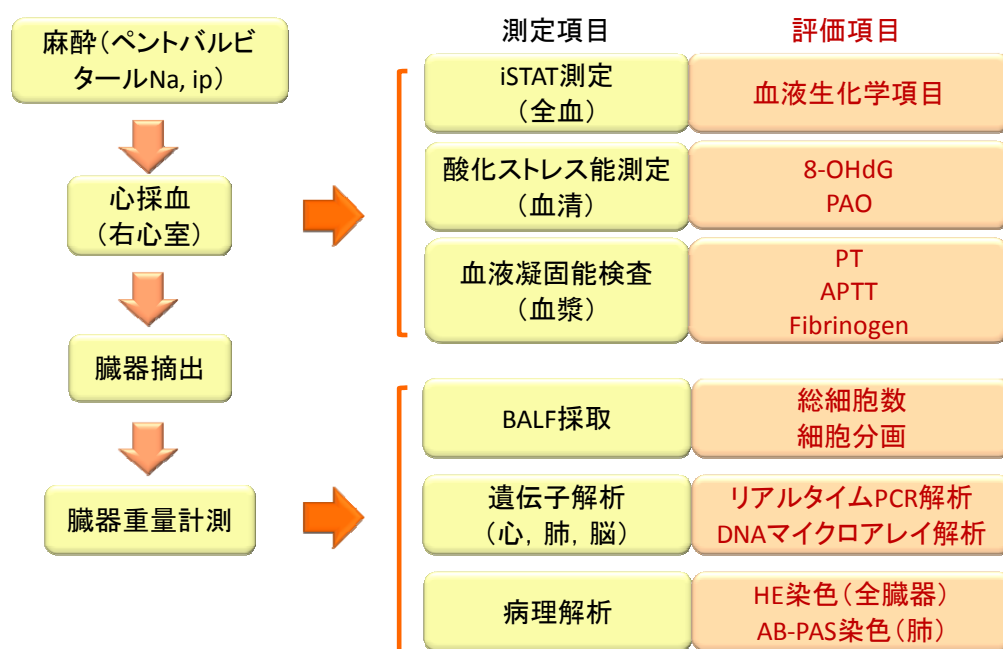 麻酔(ペントバルビ
タールNa, ip)
心採血
(右心室)
臓器摘出
臓器重量計測
測定項目
評価項目
iSTAT測定
(全血)
血液生化学項目
酸化ストレス能測定
(血清)
8-OHdG
PAO
血液凝固能検査
(血漿)
PT
APTT
Fibrinogen
BALF採取
総細胞数
細胞分画
遺伝子解析
(心, 肺, 脳)
リアルタイムPCR解析
DNAマイクロアレイ解析
病理解析
HE染色(全臓器)
AB-PAS染色(肺)